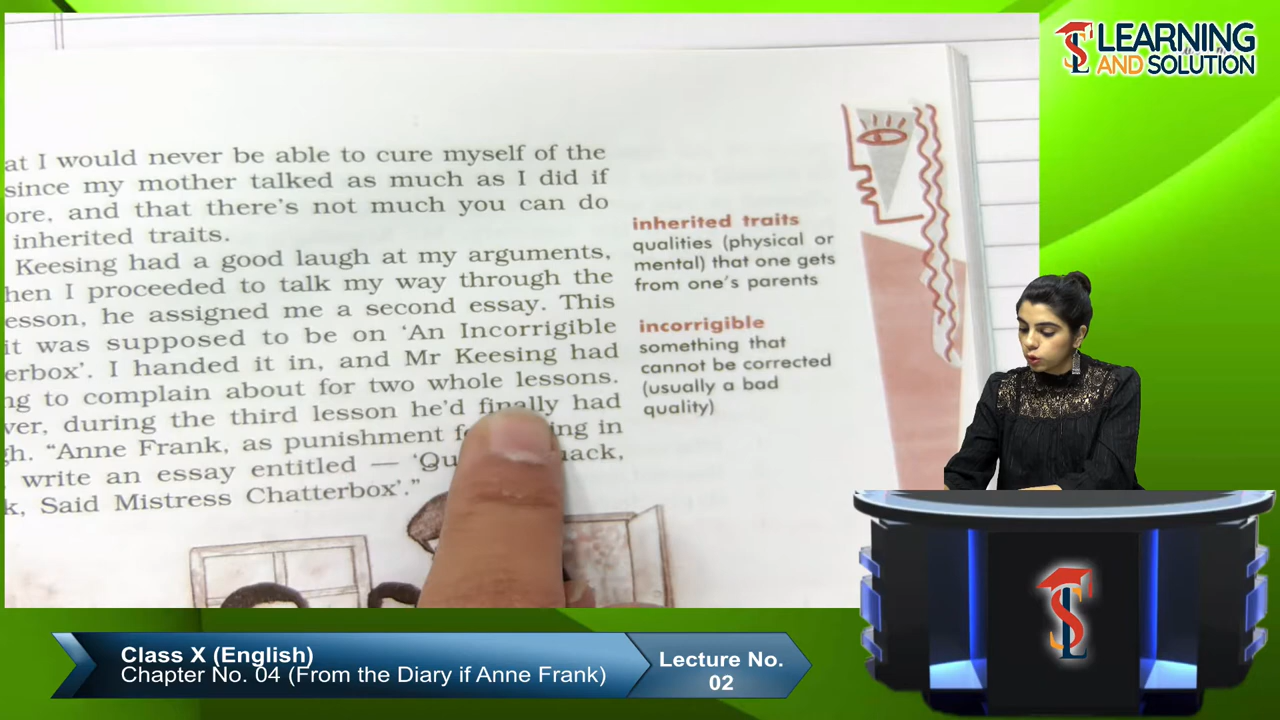 LEARNING
AND SOLUTION
at I would never be able to cure myself of the
since my mother talked as much as I did if
ore, and that there's not much you can do
inherited traits.
Keesing had a good laugh at my arguments,
hen I proceeded to talk my way through the
esson, he assigned me a second essay. This
it was supposed to be on ‘An Incorrigible
erbox’. I handed it in, and Mr Keesing had
ng to complain about for two whole lessons.
ver, during the third lesson he’d finally had
gh. “Anne Frank, as punishment ing in
write an essay entitled — ‘Qu uack,
k, Said Mistress Chatterbox’.”
inherited traits
qualities (physical or
mental) that one gets
from one’s parents
incorrigible
something that
cannot be corrected
(usually a bad
quality)
Class X (English)
Chapter No. 04 (From the Diary if Anne Frank)
Lecture No.
02